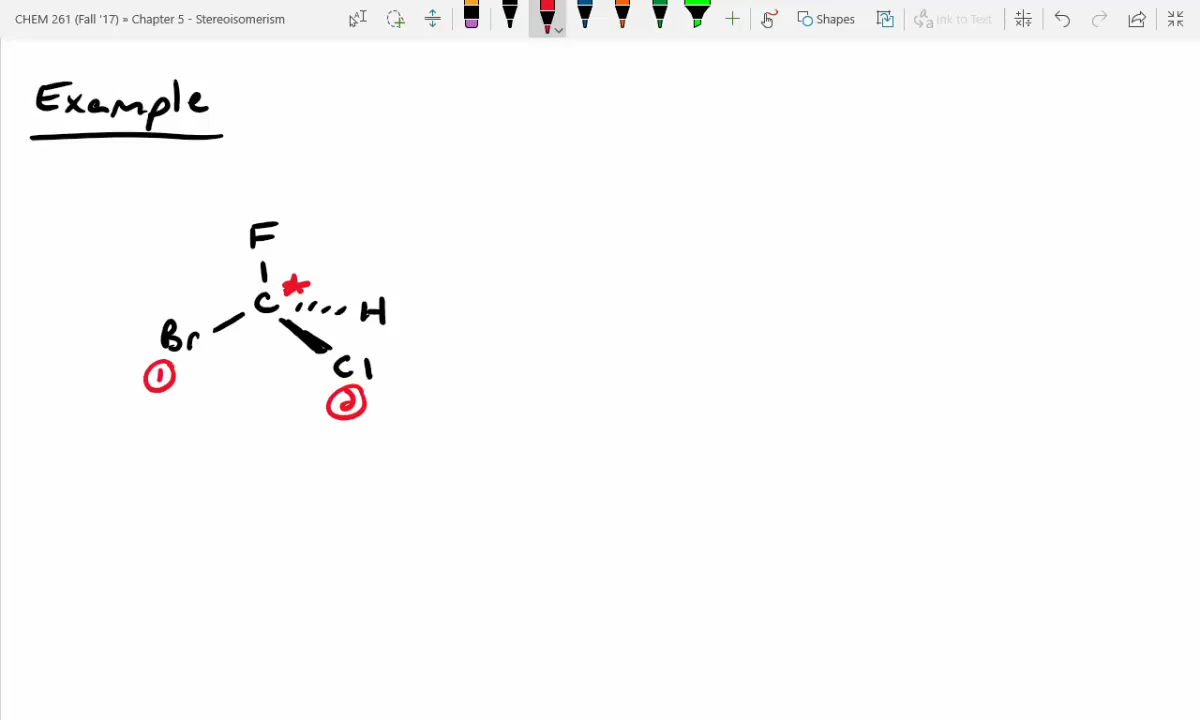 CHEM 261 (Fall '17) » Chapter 5 - Stereoisomerism
Shapes
Ink to Text
Example
F
C * H
Br
Cl
1
2